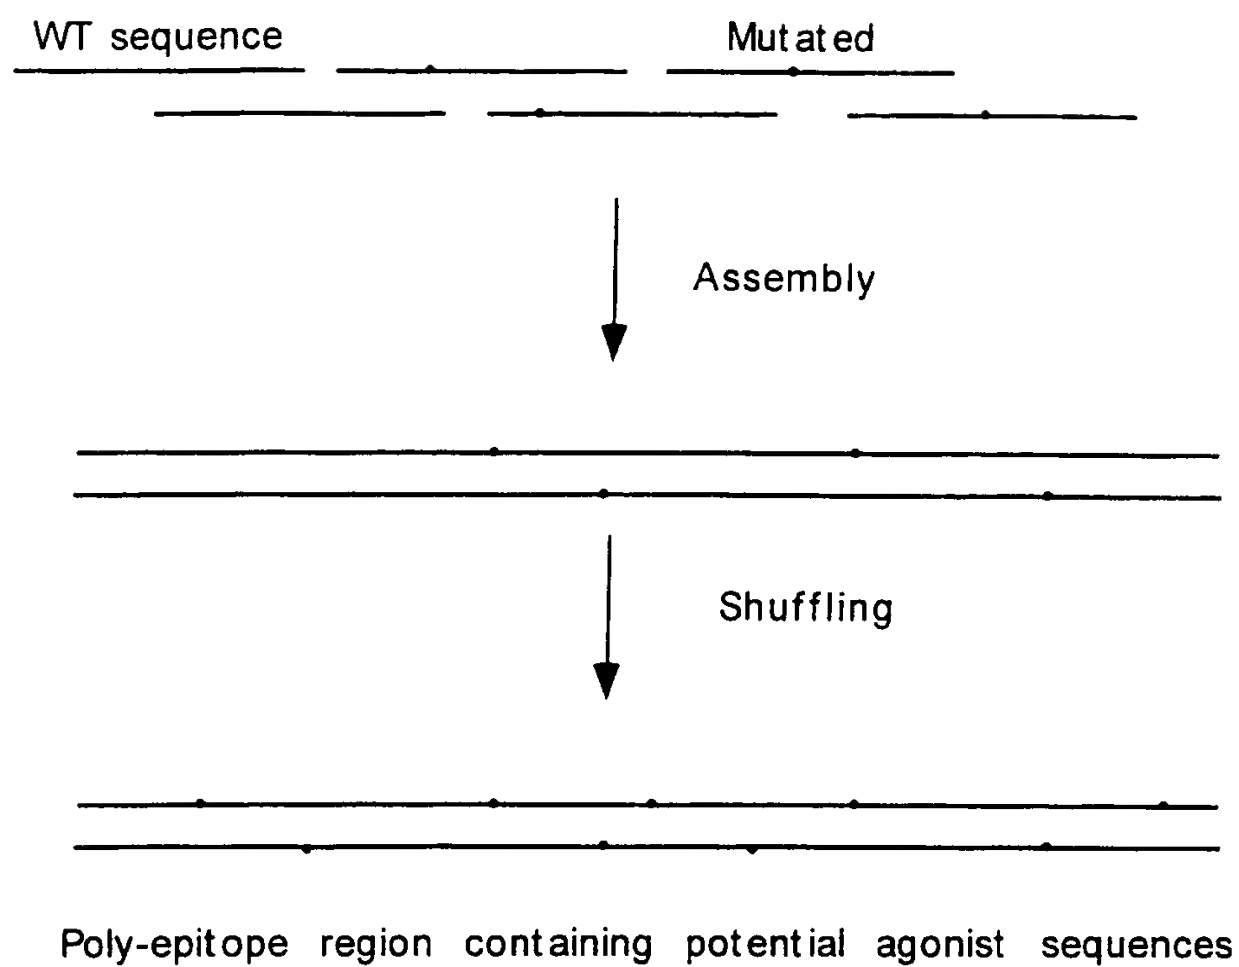 WT sequence
Mutated
Assembly
Shuffling
Poly-epitope region containing potential agonist sequences